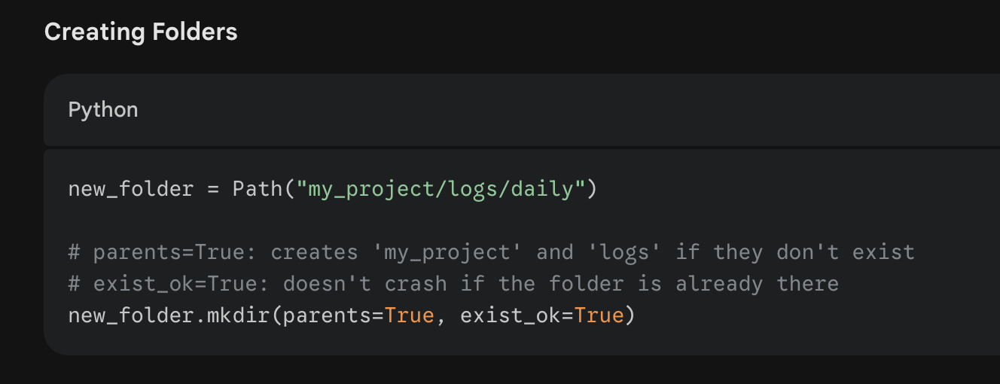 Creating Folders
Python
new_folder = Path("my_project/logs/daily")
# parents=True: creates 'my_project' and 'logs' if they don't exist
# exist_ok=True: doesn't crash if the folder is already there
new_folder.mkdir(parents=True, exist_ok=True)